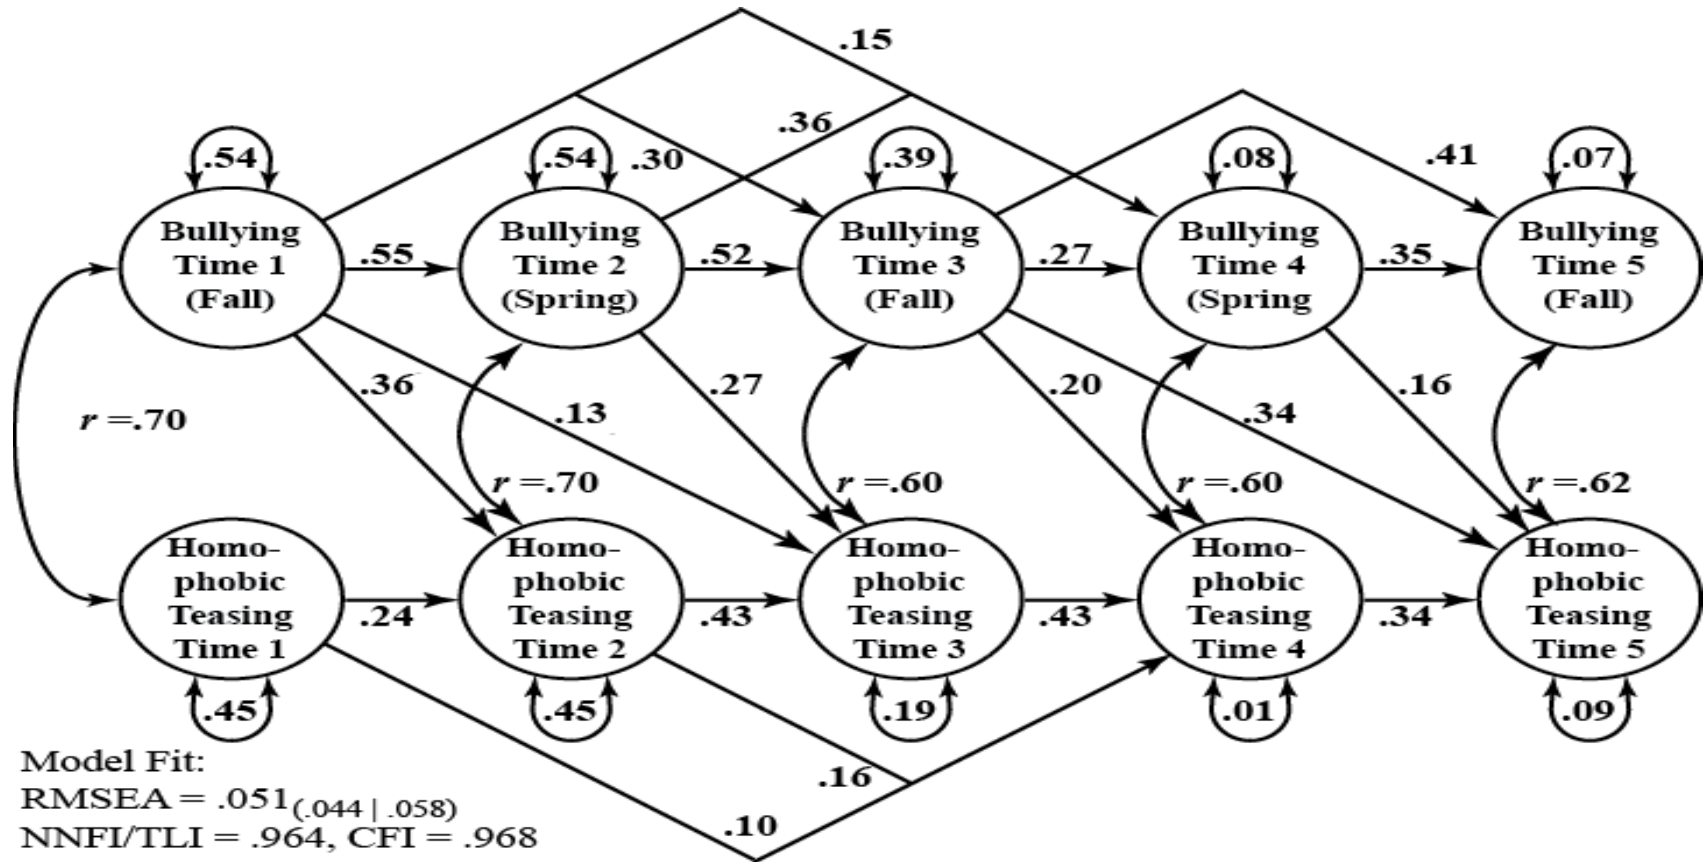 .15
.36
.30
.41
.54
.54
.39
.08
.07
Bullying
Time 1
(Fall)
.55
Bullying
Time 2
(Spring)
.52
Bullying
Time 3
(Fall)
.27
Bullying
Time 4
(Spring
.35
Bullying
Time 5
(Fall)
r =.70
.36
.13
.27
.20
.34
.16
r =.70
r =.60
r =.60
r =.62
Homo-
phobic
Teasing
Time 1
.24
Homo-
phobic
Teasing
Time 2
.43
Homo-
phobic
Teasing
Time 3
.43
Homo-
phobic
Teasing
Time 4
.34
Homo-
phobic
Teasing
Time 5
.45
.45
.19
.01
.09
.16
.10
Model Fit:
RMSEA = .051(.044 | .058)
NNFI/TLI = .964, CFI = .968